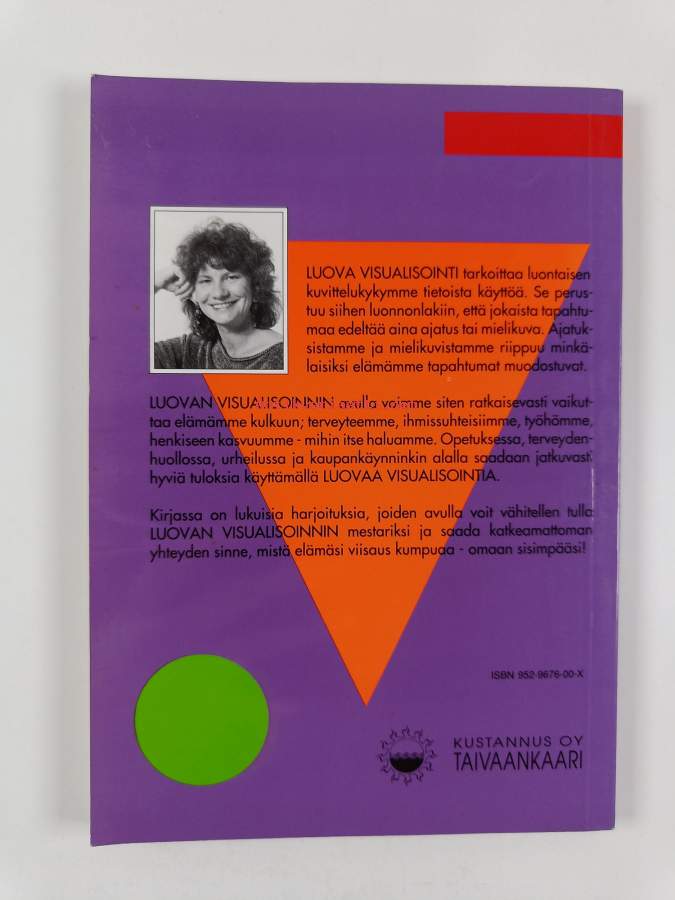 LUOVA VISUALISOINTI tarkoittaa luontaisen
kuvittelukykymme tietoista käyttöä. Se perus-
tuu siihen luonnonlakiin, että jokaista tapahtu-
maa edeltää aina ajatus tai mielikuva. Ajatuk-
sistamme ja mielikuvistamme riippuu minkä-
laisiksi elämämme tapahtumat muodostuvat.
LUOVAN VISUALISOINNIN avulla voimme siten ratkaisevasti vaikut-
taa elämämme kulkuun; terveyteemme, ihmissuhteisiimme, työhömme,
henkiseen kasvuumme - mihin itse haluamme. Opetuksessa, terveyden-
huollossa, urheilussa ja kaupankäynninkin alalla saadaan jatkuvasti
hyviä tuloksia käyttämällä LUOVAA VISUALISOINTIA.
Kirjassa on lukuisia harjoituksia, joiden avulla voit vähitellen tulla
LUOVAN VISUALISOINNIN mestariksi ja saada katkeamattoman
yhteyden sinne, mistä elämäsi viisaus kumpuaa - omaan sisimpääsi!
ISBN 952-9676-00-X
KUSTANNUS OY
TAIVAANKAARI